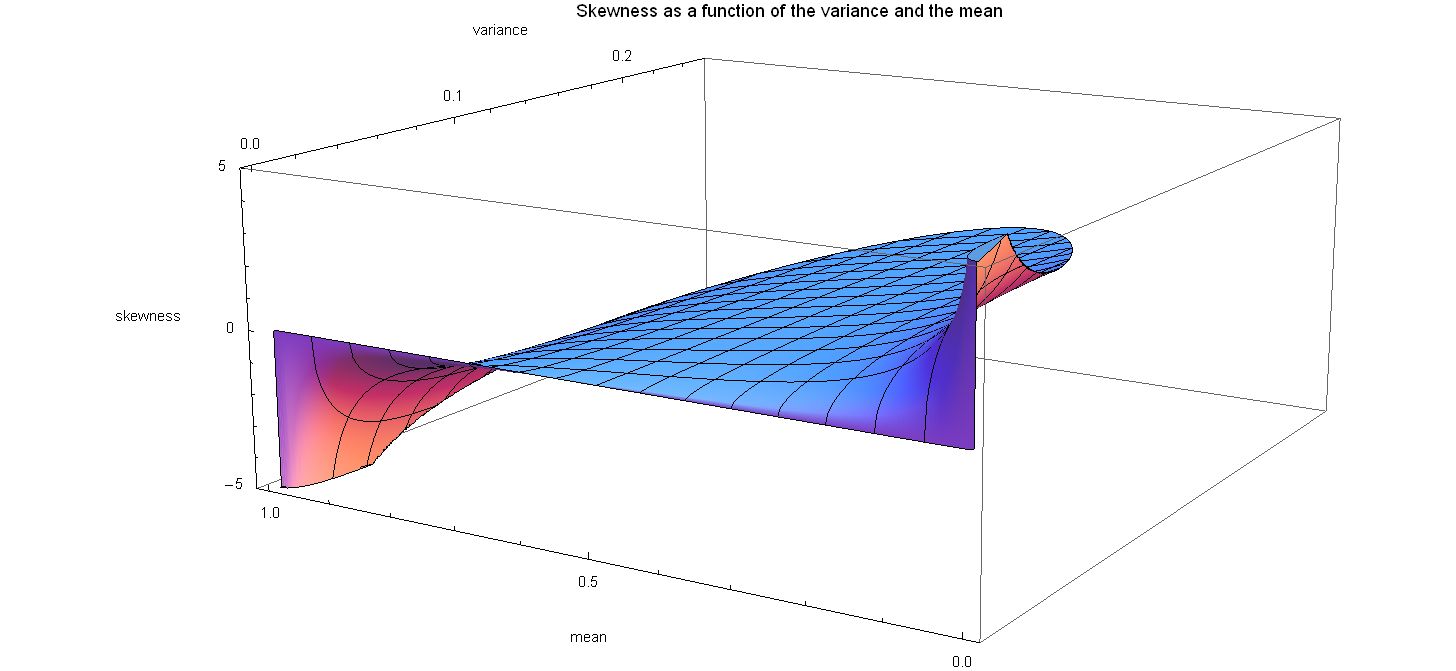 Skewness as a function of the variance and the mean
variance
0.2
0.1
0.0
5
skewness
0
−5
1.0
0.5
mean
0.0